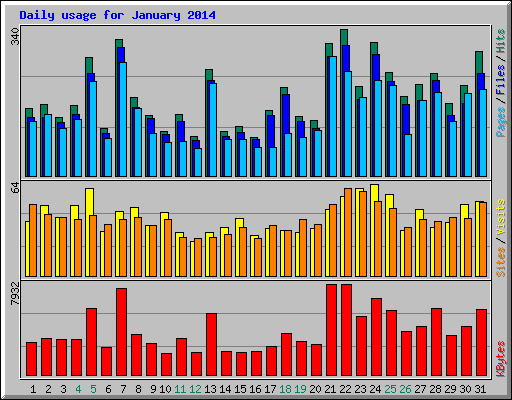 Daily usage for January 2014
340
Pages / Files / Hits
64
Sites / Visits
7932
KBytes
1 2 3 4 5 6 7 8 9 10 11 12 13 14 15 16 17 18 19 20 21 22 23 24 25 26 27 28 29 30 31